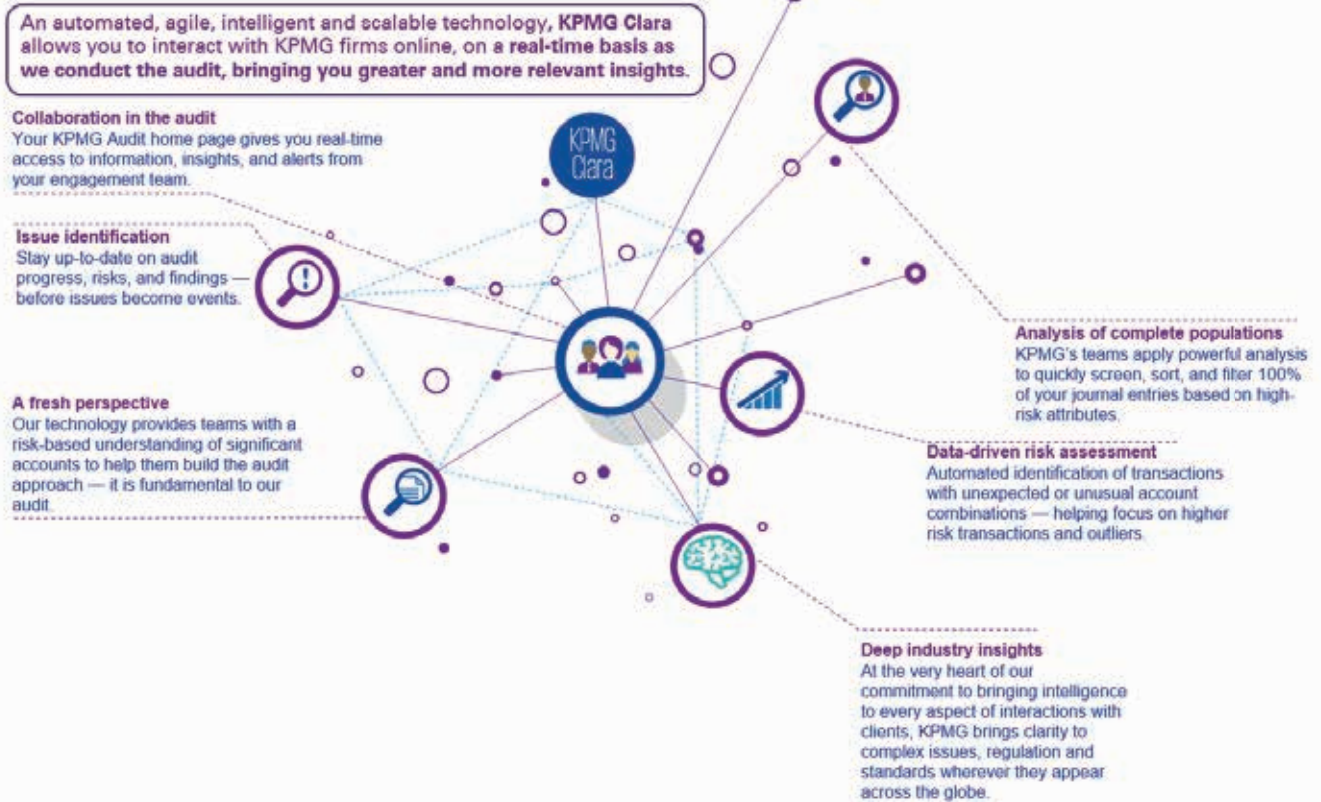 An automated, agile, intelligent and scalable technology, KPMG Clara
allows you to interact with KPMG firms online, on a real-time basis as
we conduct the audit, bringing you greater and more relevant insights.
Collaboration in the audit
Your KPMG Audit home page gives you real-time
access to information, insights, and alerts from
your engagement team.
KPMG
Clara
Issue identification
Stay up-to-date on audit
progress, risks, and findings —
before issues become events.
A fresh perspective
Our technology provides teams with a
risk-based understanding of significant
accounts to help them build the audit
approach — it is fundamental to our
audit.
Analysis of complete populations
KPMG's teams apply powerful analysis
to quickly screen, sort, and filter 100%
of your journal entries based on high-
risk attributes.
Data-driven risk assessment
Automated identification of transactions
with unexpected or unusual account
combinations — helping focus on higher
risk transactions and outliers.
Deep industry insights
At the very heart of our
commitment to bringing intelligence
to every aspect of interactions with
clients, KPMG brings clarity to
complex issues, regulation and
standards wherever they appear
across the globe.